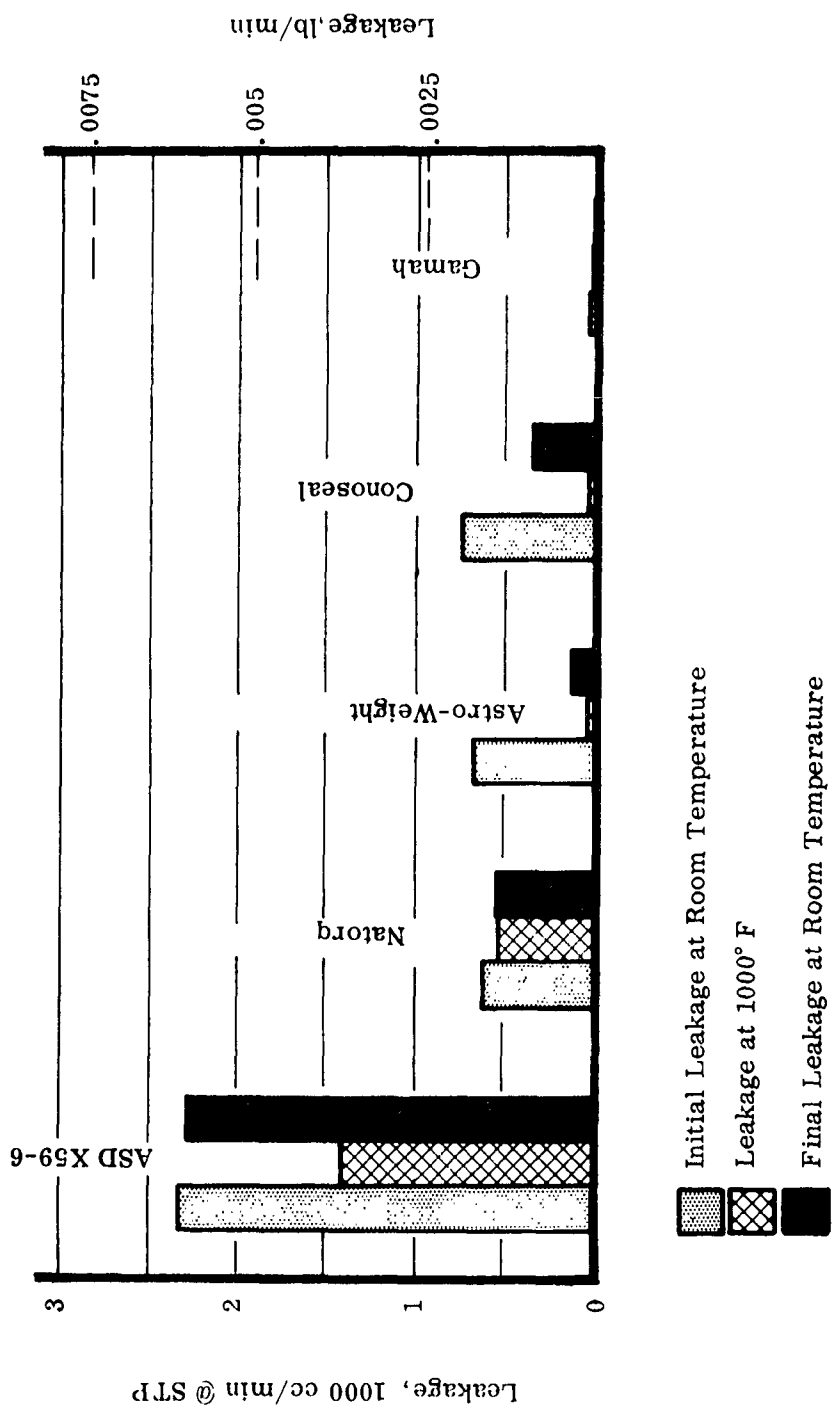 Leakage, lb/min
.0075
.005
.0025
Gamah
Conoseal
Astro-Weight
Natorq
ASD X59-6
3
2
1
0
Leakage, 1000 cc/min @ STP
Initial Leakage at Room Temperature
Leakage at 1000° F
Final Leakage at Room Temperature